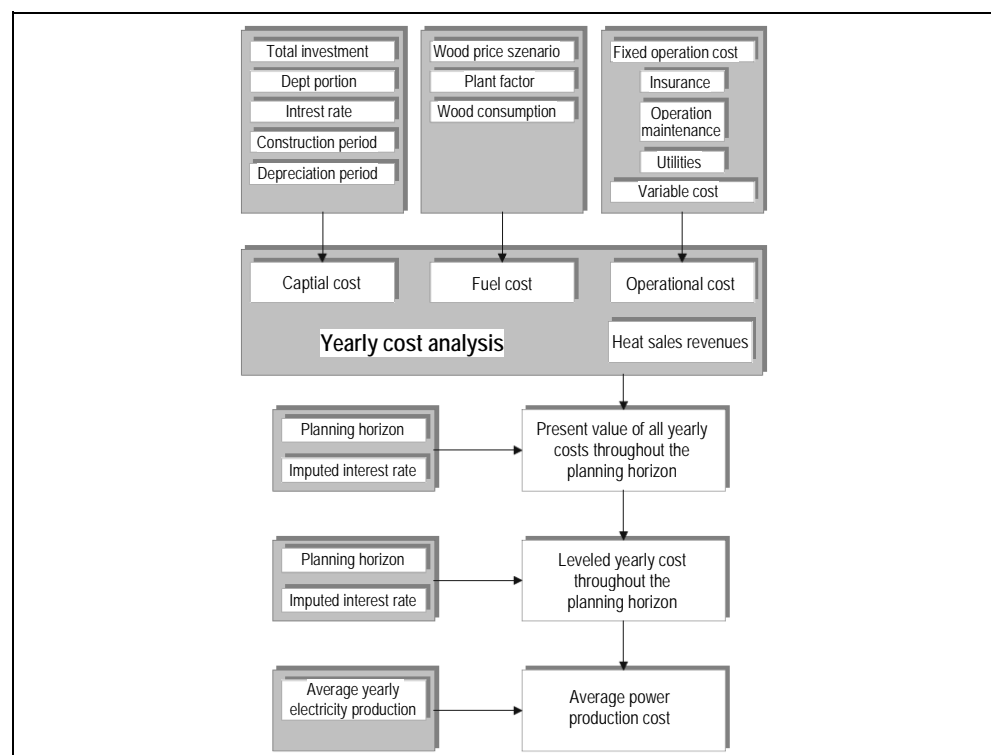 Total investment
Dept portion
Intrest rate
Construction period
Depreciation period
Wood price szenario
Plant factor
Wood consumption
Fixed operation cost
Insurance
Operation
maintenance
Utilities
Variable cost
Captial cost
Fuel cost
Operational cost
Yearly cost analysis
Heat sales revenues
Planning horizon
Imputed interest rate
Present value of all yearly
costs throughout the
planning horizon
Planning horizon
Imputed interest rate
Leveled yearly cost
throughout the
planning horizon
Average yearly
electricity production
Average power
production cost